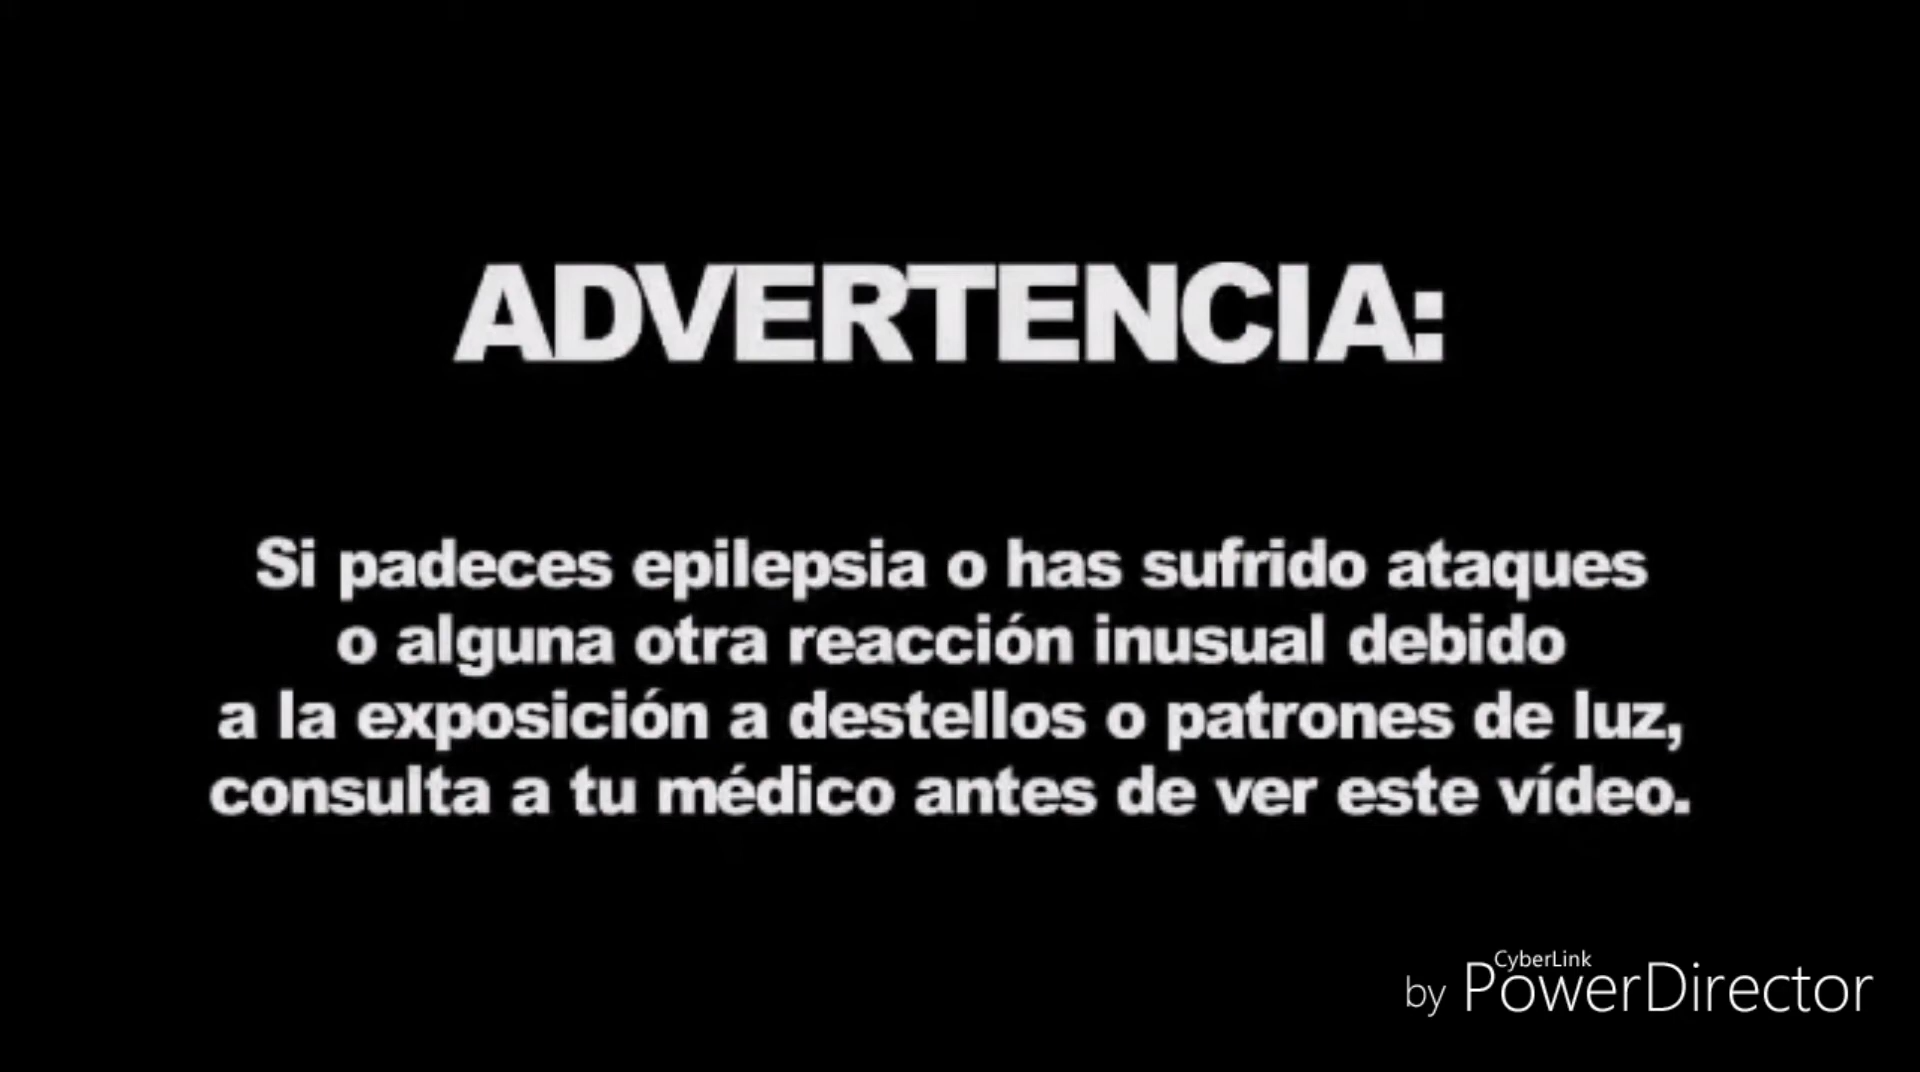 ADVERTENCIA:
Si padeces epilepsia o has sufrido ataques
o alguna otra reacción inusual debido
a la exposición a destellos o patrones de luz,
consulta a tu médico antes de ver este vídeo.
CyberLink
by PowerDirector